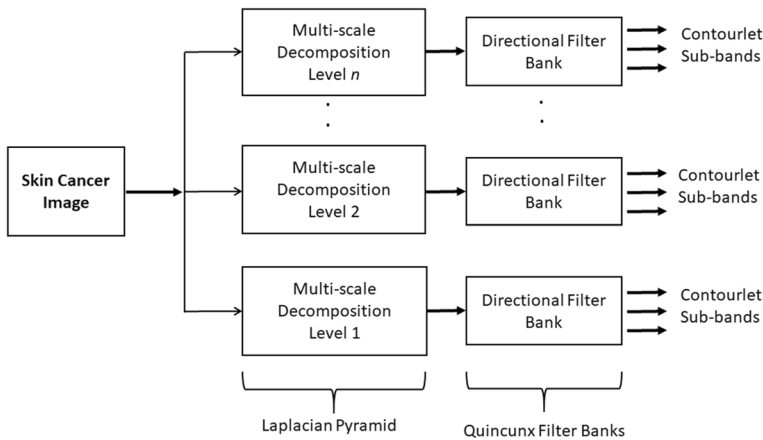 Multi-scale
Decomposition
Level n
Directional Filter
Bank
Contourlet
Sub-bands
Skin Cancer
Image
Multi-scale
Decomposition
Level 2
Directional Filter
Bank
Contourlet
Sub-bands
Multi-scale
Decomposition
Level 1
Directional Filter
Bank
Contourlet
Sub-bands
Laplacian Pyramid
Quincunx Filter Banks